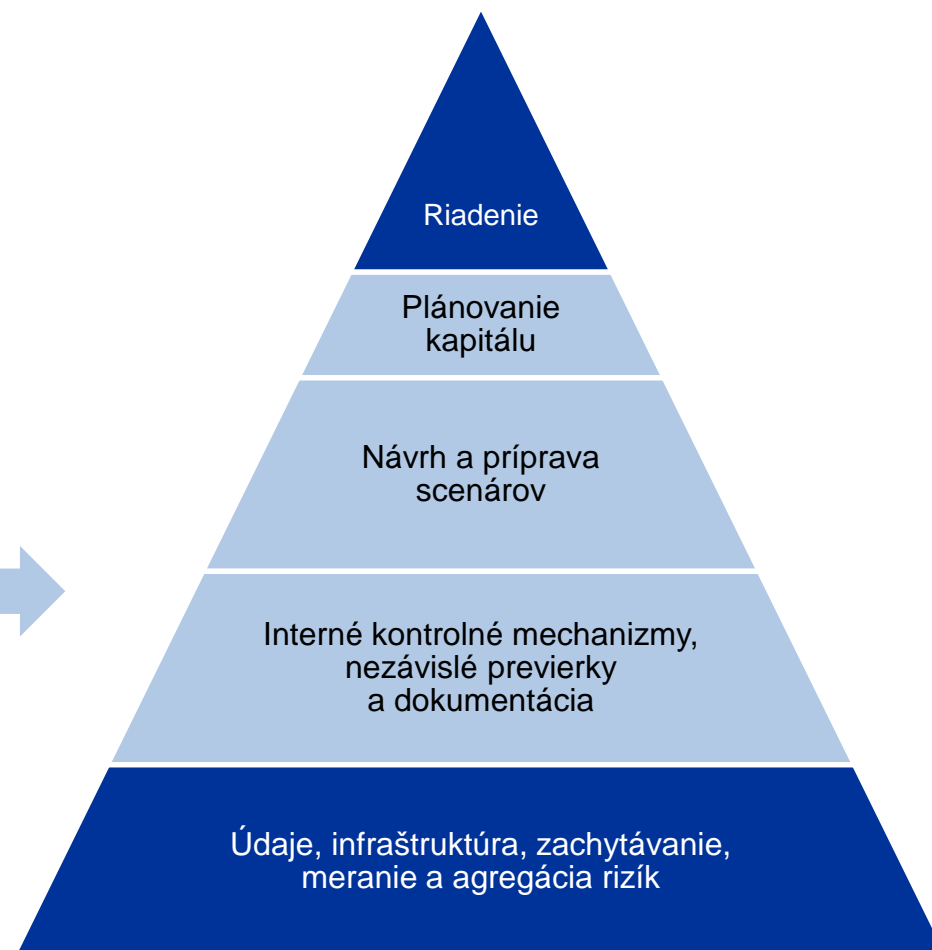 Riadenie
Plánovanie
kapitálu
Návrh a príprava
scenárov
Interné kontrolné mechanizmy,
nezávislé previerky
a dokumentácia
Údaje, infraštruktúra, zachytávanie,
meranie a agregácia rizík